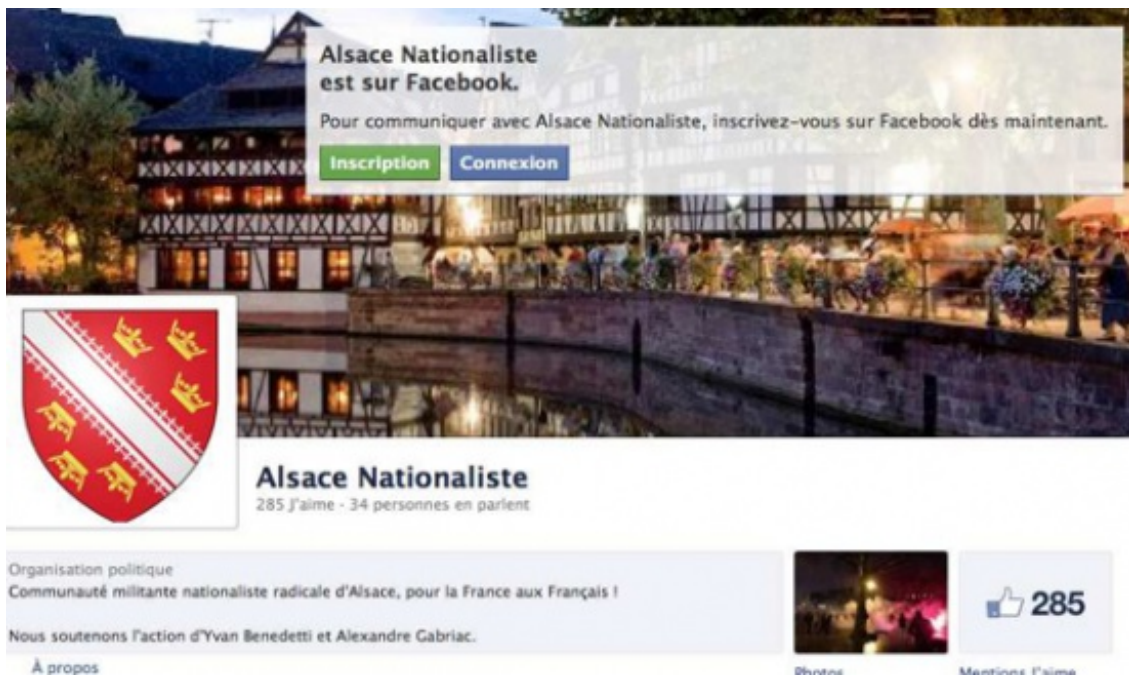 Alsace Nationaliste
est sur Facebook.
Pour communiquer avec Alsace Nationaliste, inscrivez-vous sur Facebook dès maintenant.
Inscription Connexion
Alsace Nationaliste
285 J'aime - 34 personnes en parlent
Organisation politique
Communauté militante nationaliste radicale d'Alsace, pour la France aux Français !
Nous soutenons l'action d'Yvan Benedetti et Alexandre Gabriac.
À propos
285
Photos
Mentions J'aime